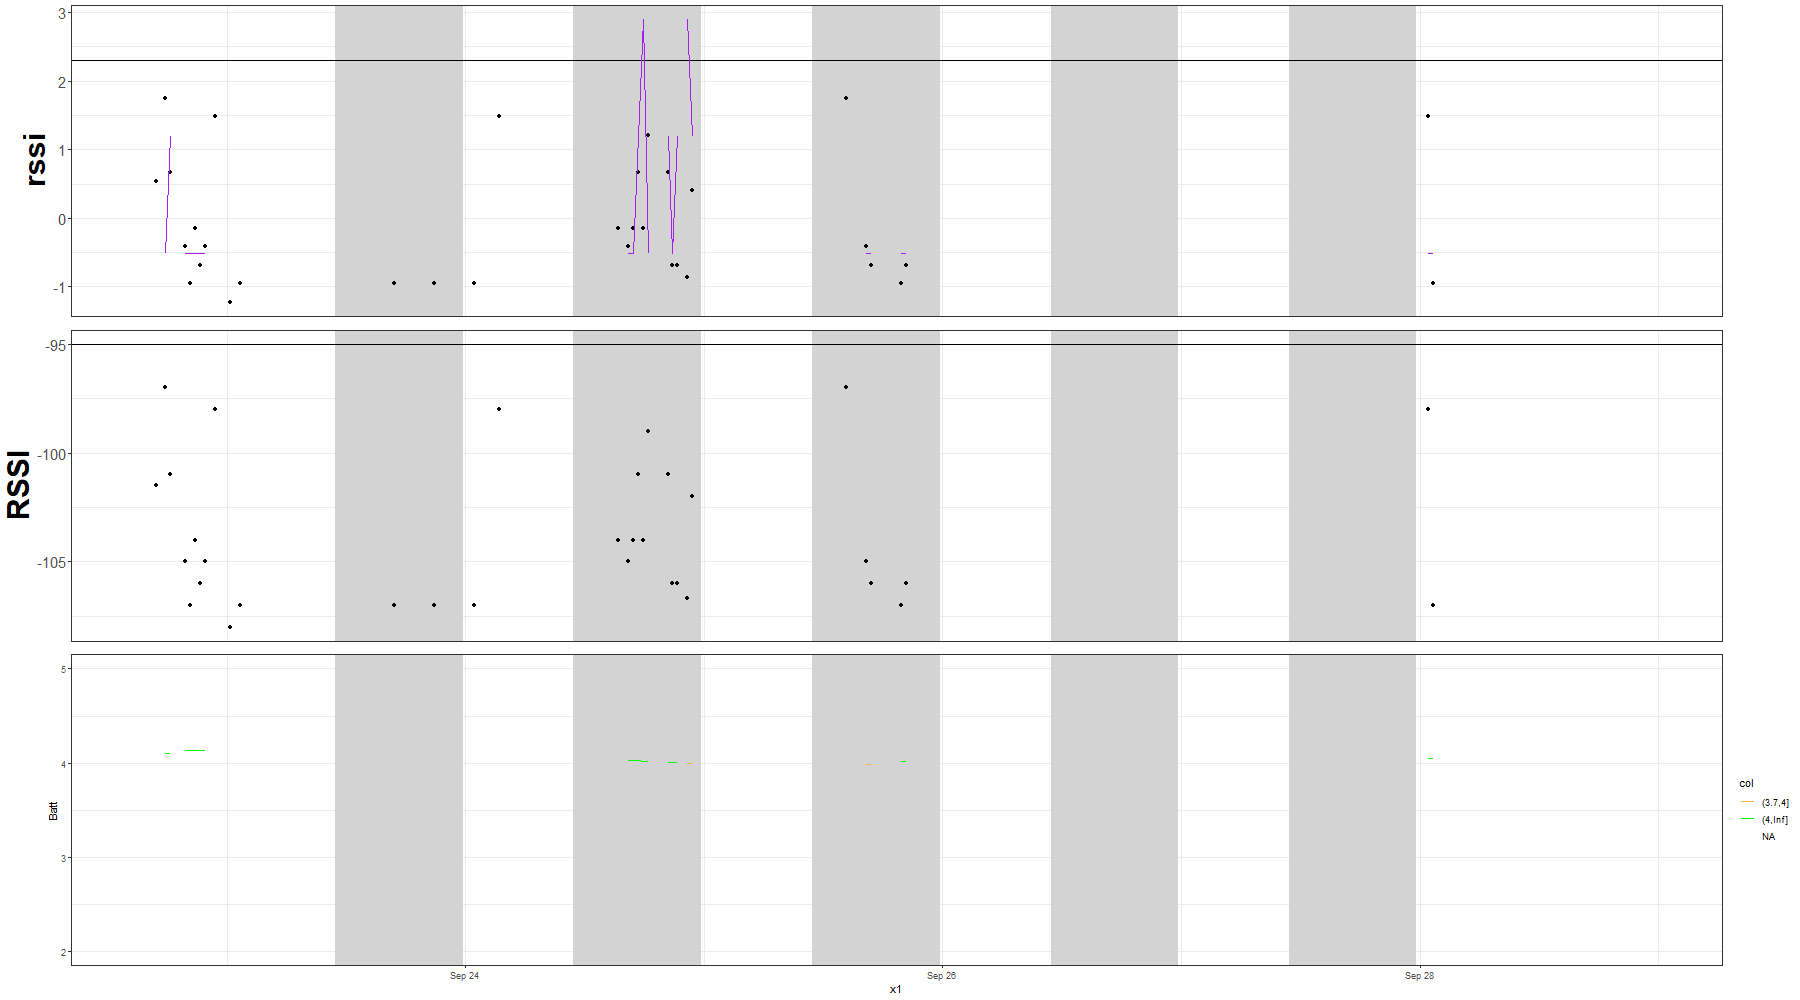 rssi
3
2
1
0
-1
RSSI
-95
-100
-105
Batt
5
4
3
2
Sep 24
Sep 26
Sep 28
x1
col
(3.7,4]
(4,Inf]
NA